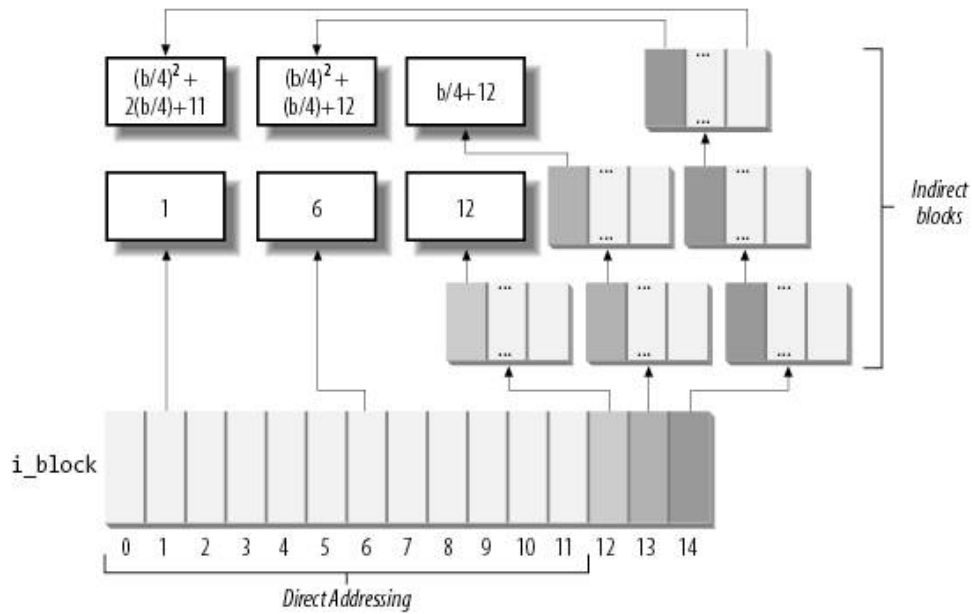 (b/4)² +
2(b/4)+11
(b/4)² +
(b/4)+12
b/4+12
...
...
1
6
12
...
...
...
...
Indirect
blocks
...
...
...
...
...
...
i_block
0 1 2 3 4 5 6 7 8 9 10 11 12 13 14
Direct Addressing